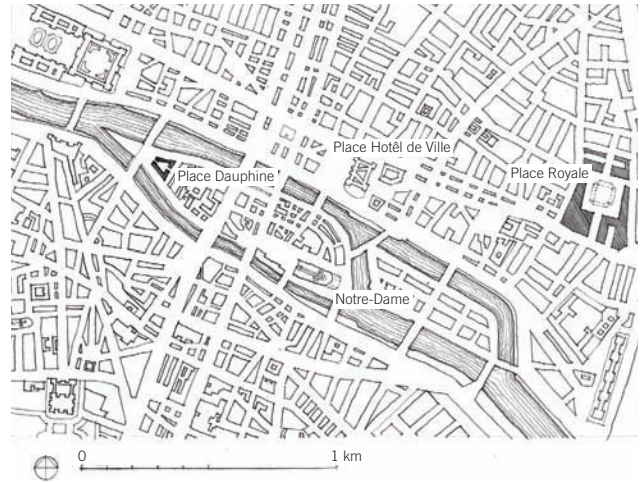 Place Hotêl de Ville
Place Dauphine
Place Royale
Notre-Dame
0
1 km